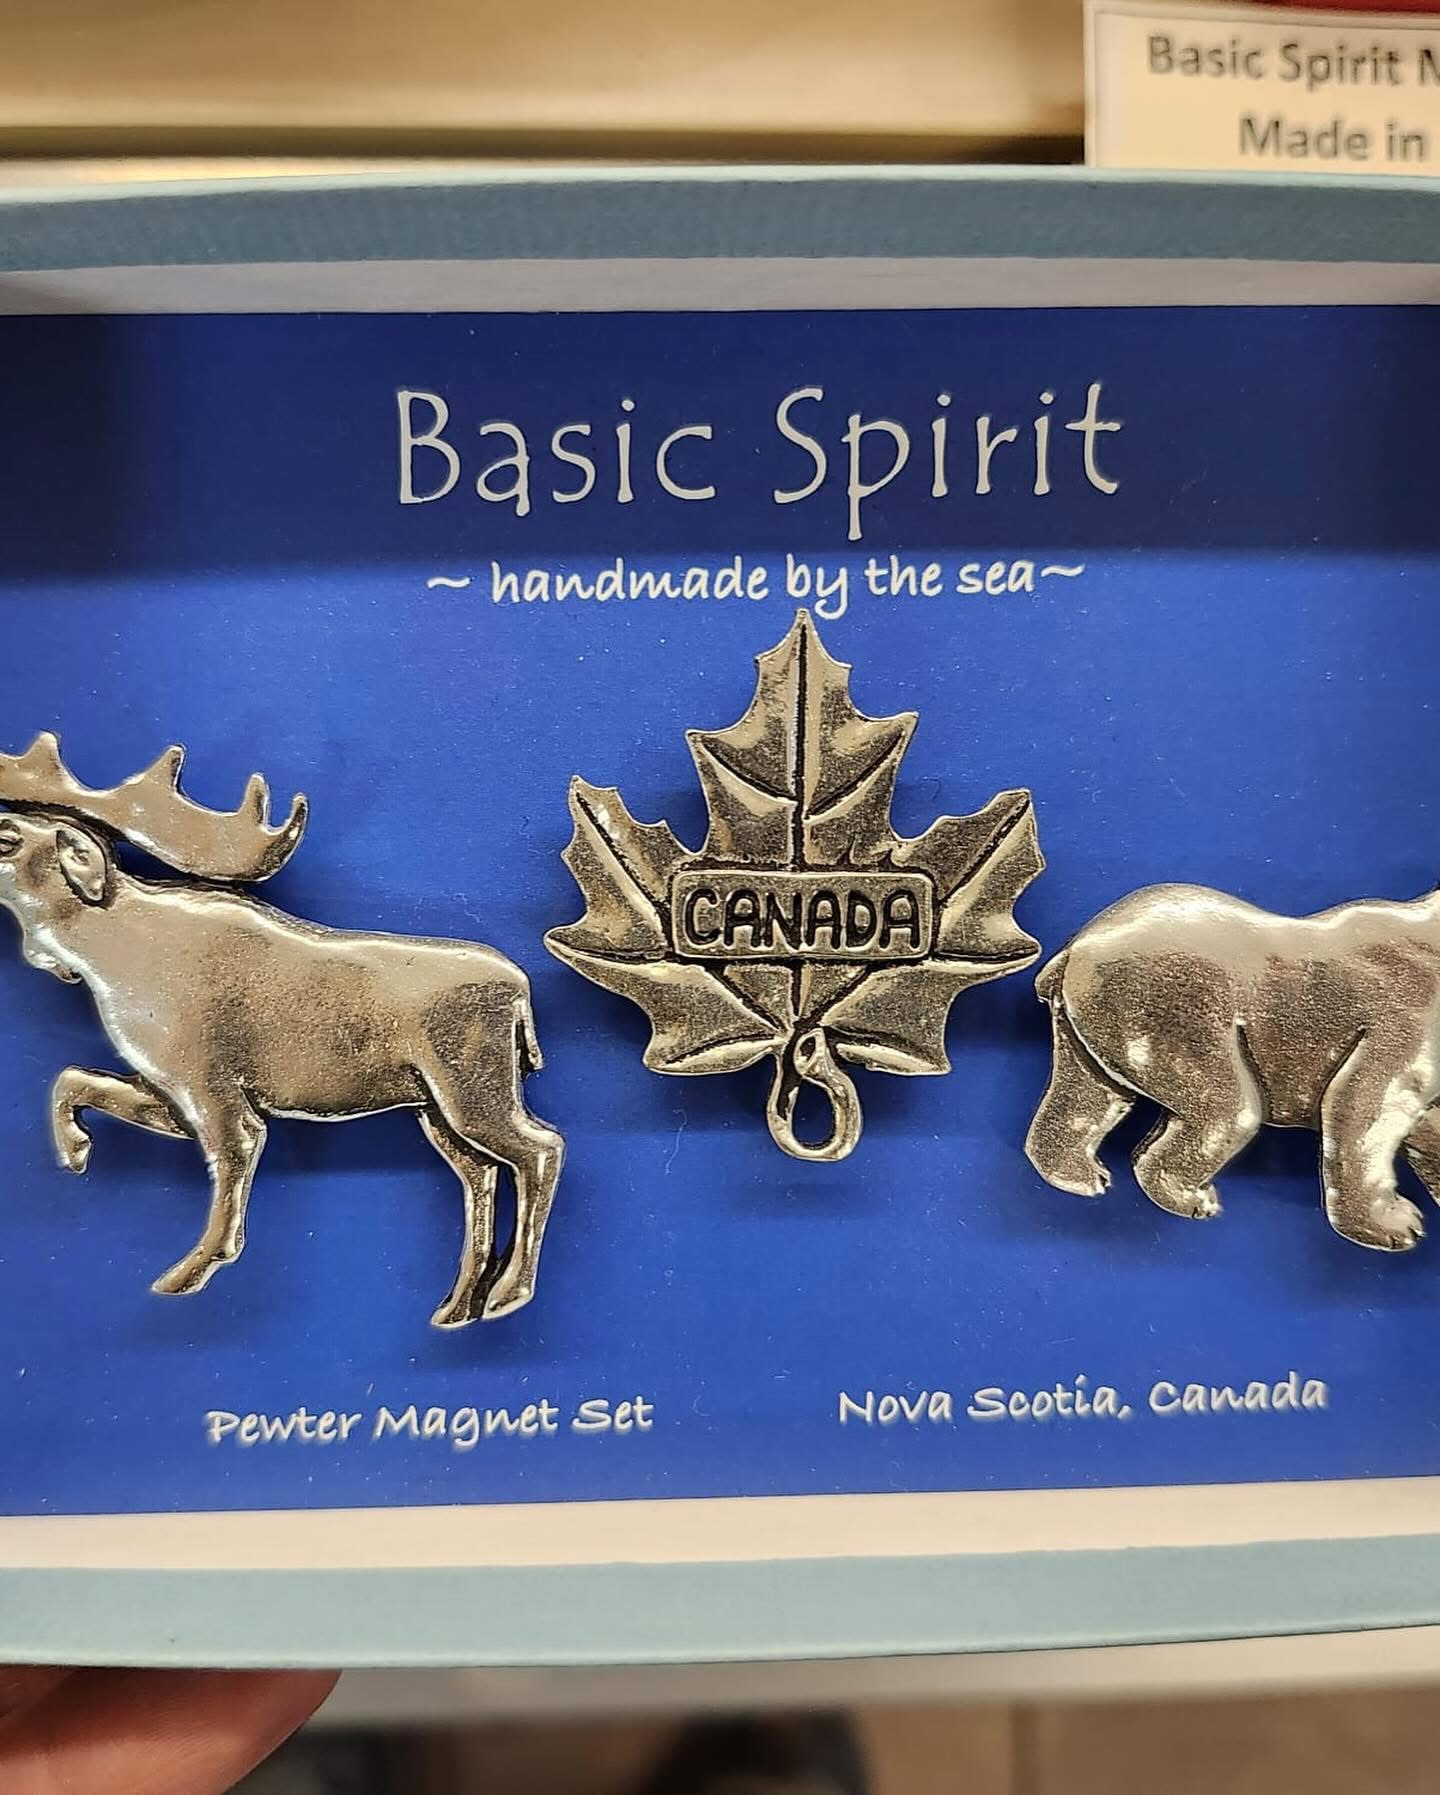 Basic Spirit
Made in
Basic Spirit
~ handmade by the sea~
CANADA
Pewter Magnet Set
Nova Scotia, Canada